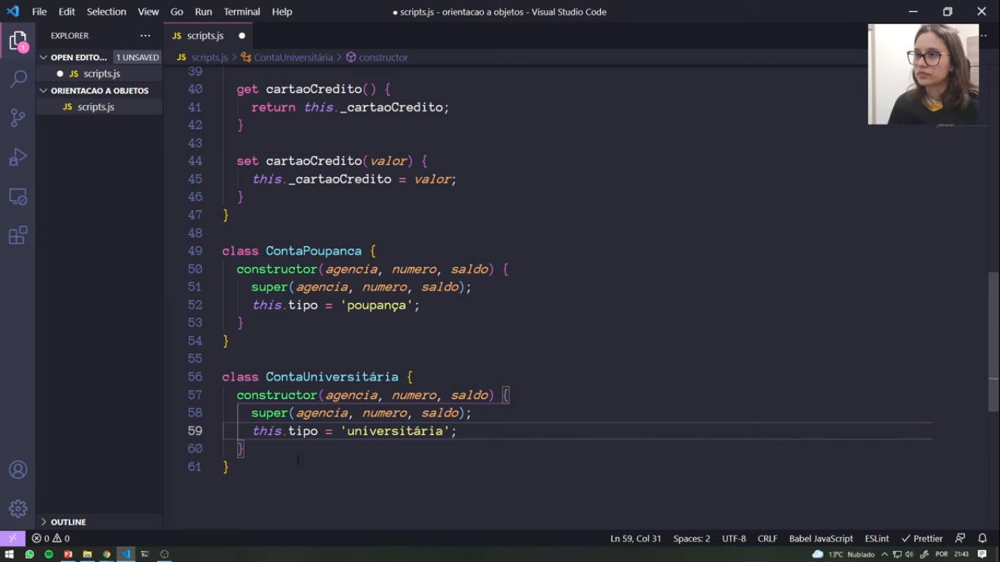 File Edit Selection View Go Run Terminal Help
● scripts.js - orientacao a objetos - Visual Studio Code
EXPLORER ···
JS scripts.js ●
OPEN EDITO... 1 UNSAVED
JS scripts.js > ContaUniversitária > constructor
● JS scripts.js
ORIENTACAO A OBJETOS
JS scripts.js
1
39
40 get cartaoCredito() {
41 return this._cartaoCredito;
42 }
43
44 set cartaoCredito(valor) {
45 this._cartaoCredito = valor;
46 }
47 }
48
49 class ContaPoupanca {
50 constructor(agencia, numero, saldo) {
51 super(agencia, numero, saldo);
52 this.tipo = 'poupança';
53 }
54 }
55
56 class ContaUniversitária {
57 constructor(agencia, numero, saldo) {
58 super(agencia, numero, saldo);
59 this.tipo = 'universitária';
60 }
61 }
OUTLINE
0 0 Ln 59, Col 31 Spaces: 2 UTF-8 CRLF Babel JavaScript ESLint Prettier
13°C Nublado POR 21:43